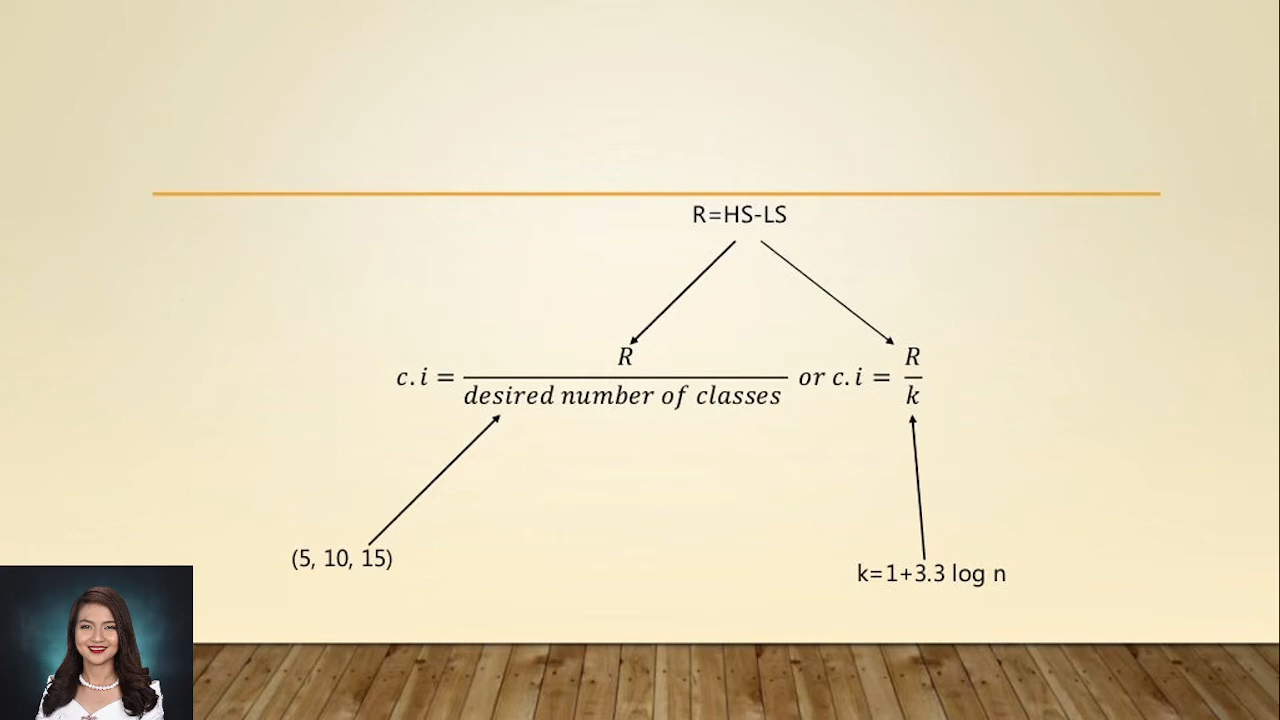 R=HS-LS
c.i = R / desired number of classes or c.i = R / k
(5, 10, 15)
k=1+3.3 log n